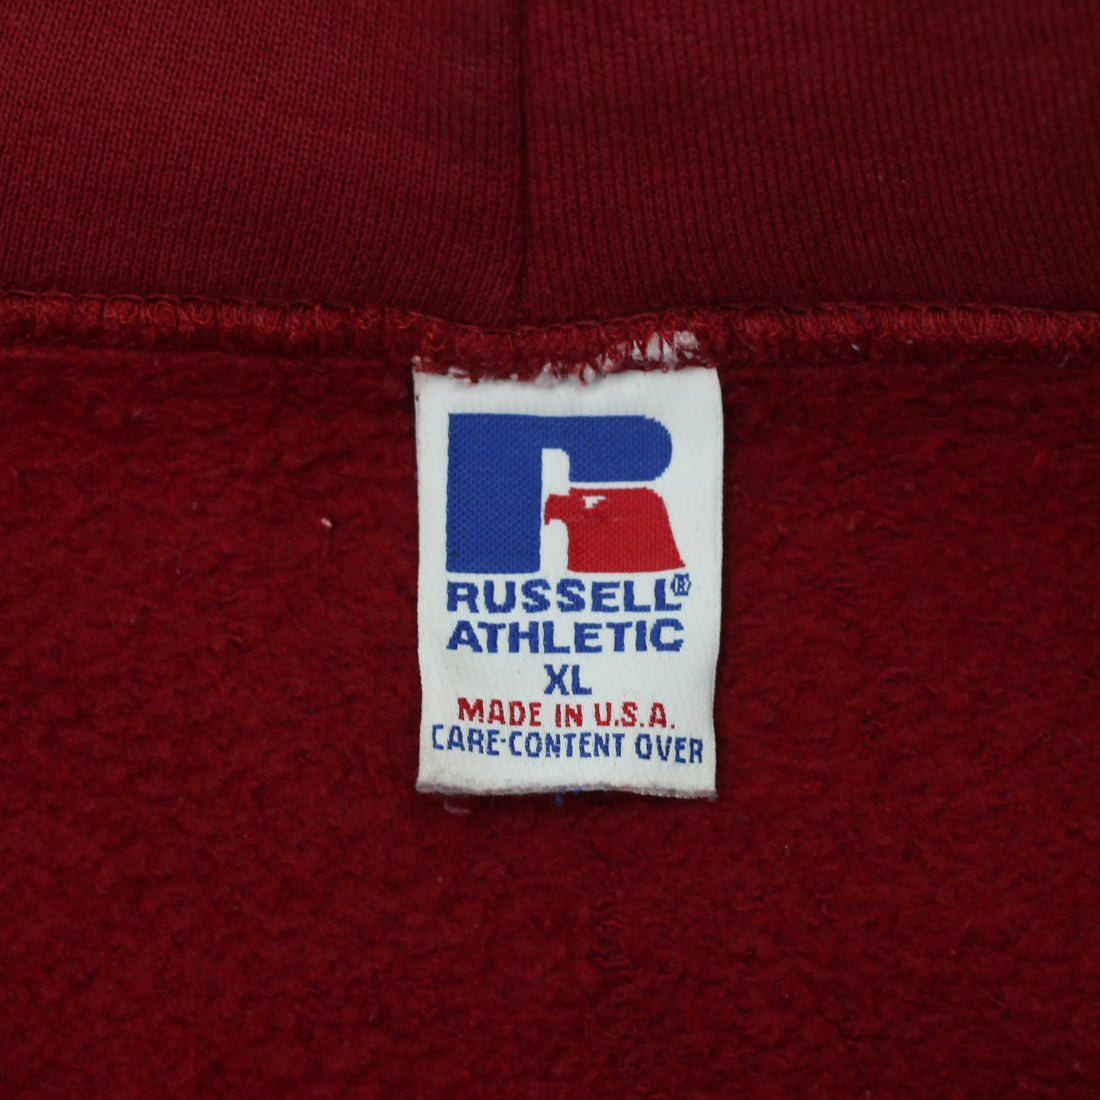 RUSSELL®
ATHLETIC
XL
MADE IN U.S.A.
CARE-CONTENT OVER